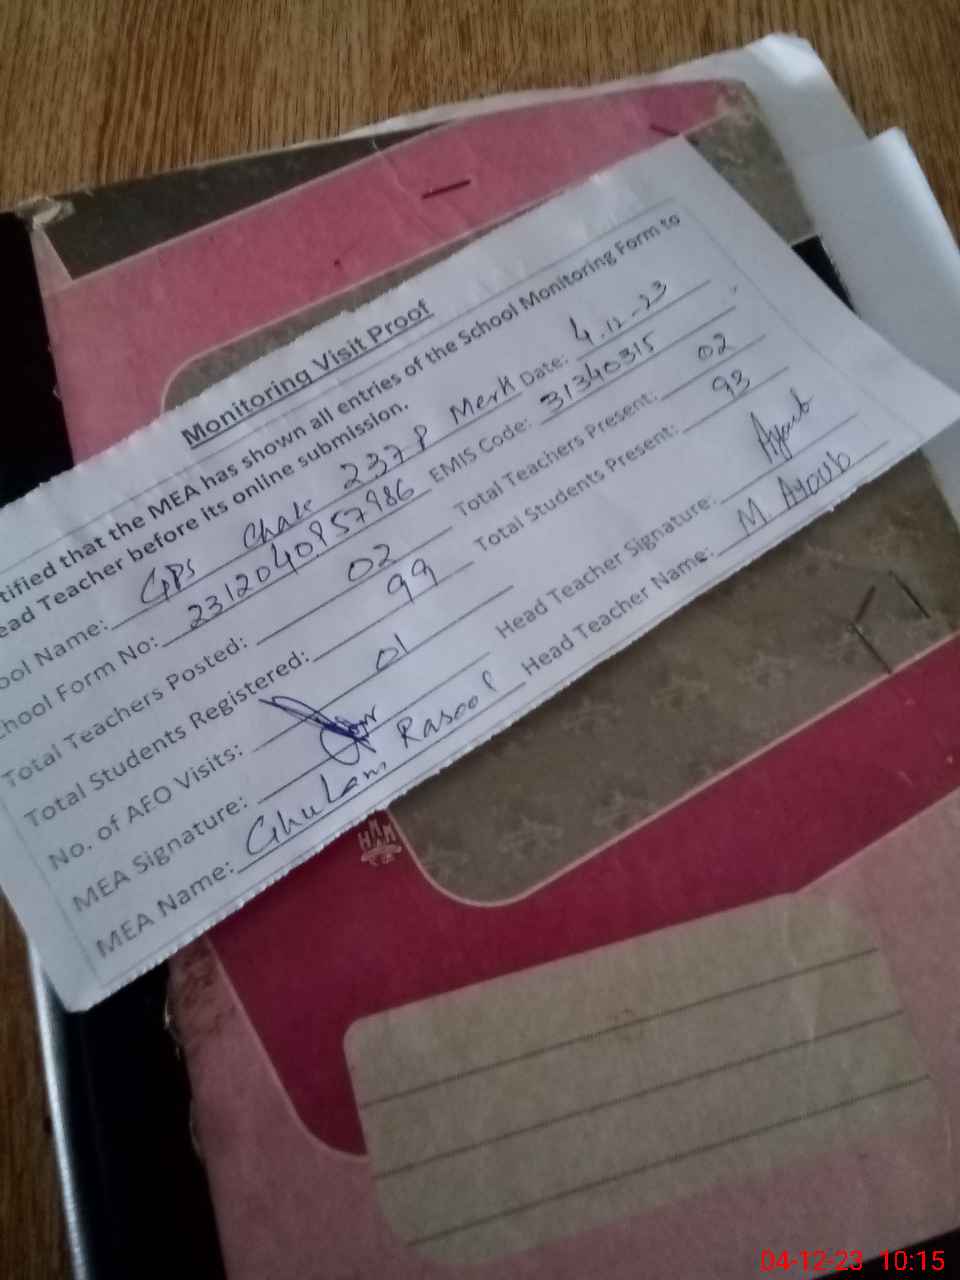 Monitoring Visit Proof
tified that the MEA has shown all entries of the School Monitoring Form to
ead Teacher before its online submission.
ool Name: GPS Chak 237 P Merh Date: 4.12-23
chool Form No: 231204085 7986 EMIS Code: 31340315
Total Teachers Posted: 02 Total Teachers Present: 02
Total Students Registered: 99 Total Students Present: 93
No. of AEO Visits: 01
MEA Signature: Head Teacher Signature: Ayoub
MEA Name: Ghulam Rasool Head Teacher Name: M Ayoub
04-12-23 10:15